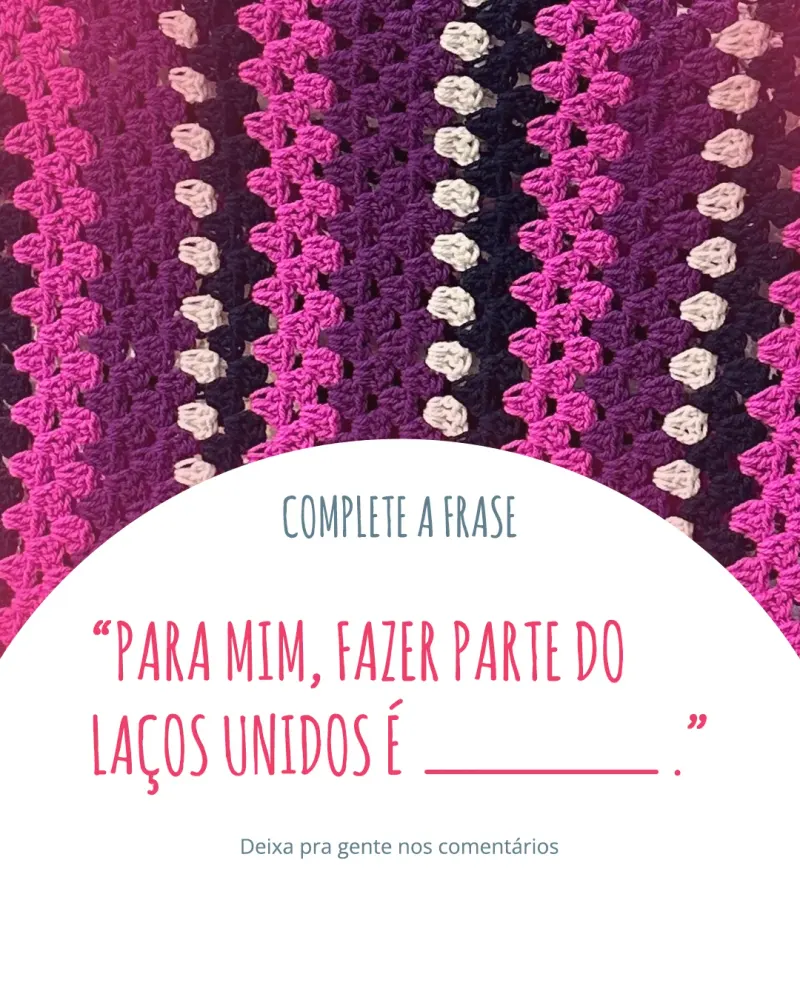 COMPLETE A FRASE
“PARA MIM, FAZER PARTE DO
LAÇOS UNIDOS É ________ .”
Deixa pra gente nos comentários